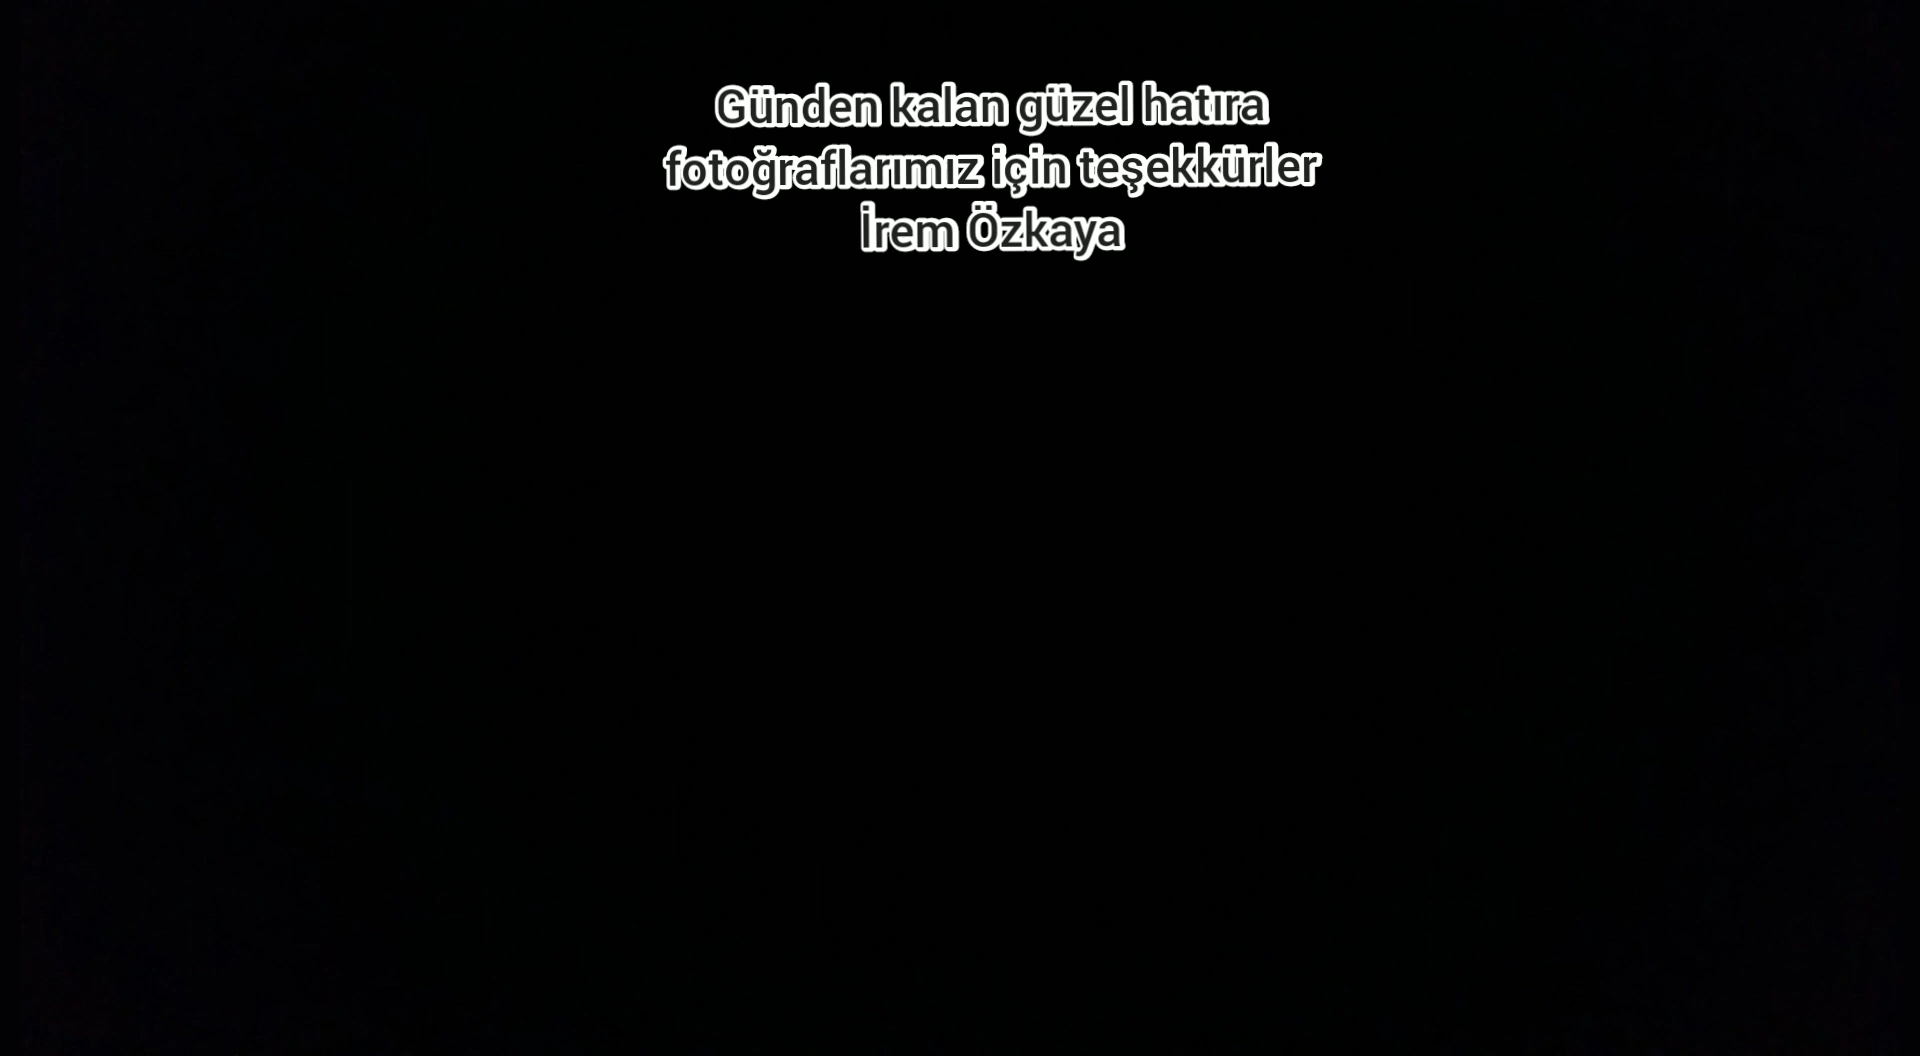 Günden kalan güzel hatıra
fotoğraflarımız için teşekkürler
İrem Özkaya